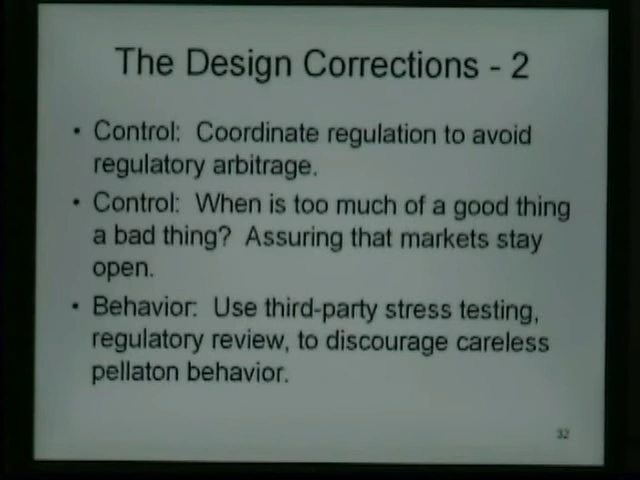 The Design Corrections - 2
• Control: Coordinate regulation to avoid
regulatory arbitrage.
• Control: When is too much of a good thing
a bad thing? Assuring that markets stay
open.
• Behavior: Use third-party stress testing,
regulatory review, to discourage careless
pellaton behavior.
32